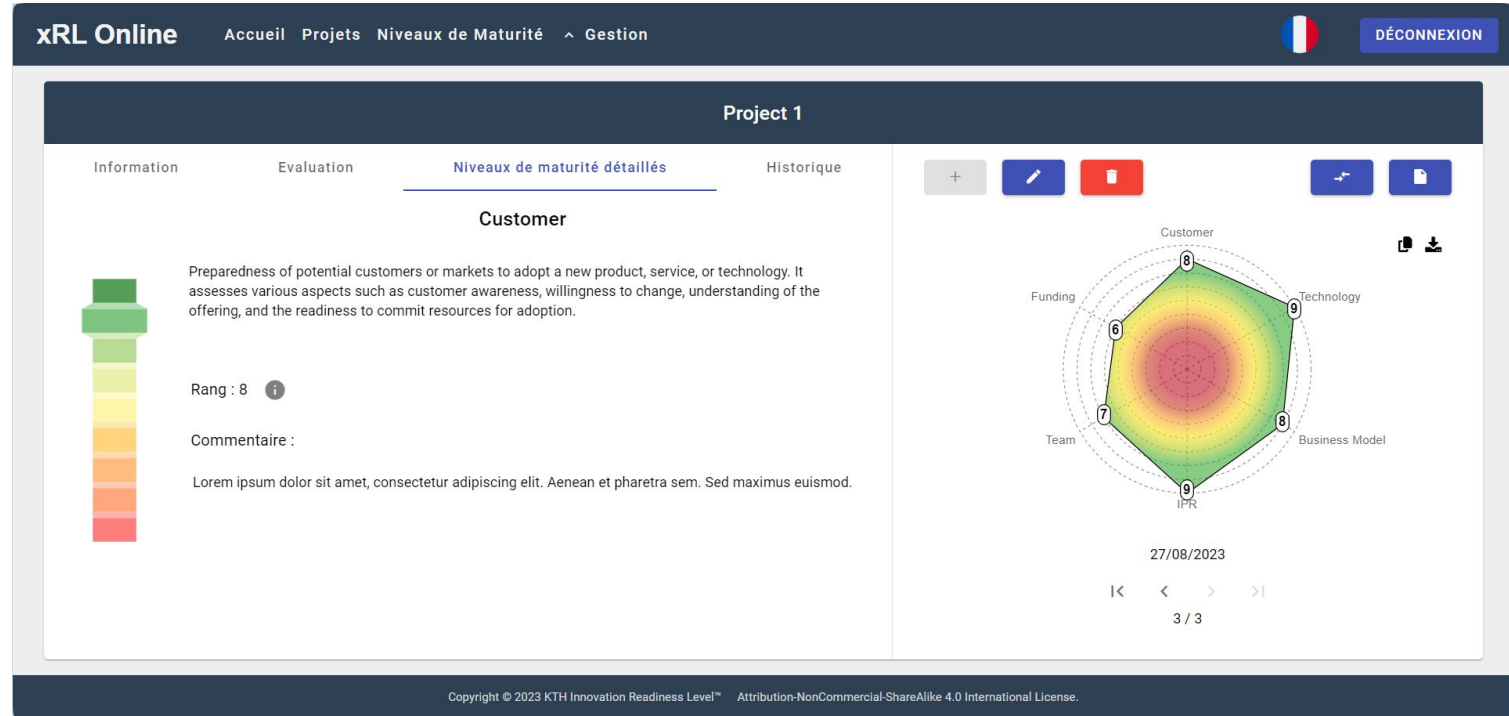 xRL Online
Accueil Projets Niveaux de Maturité Gestion
DÉCONNEXION
Project 1
Information Evaluation Niveaux de maturité détaillés Historique
Customer
Preparedness of potential customers or markets to adopt a new product, service, or technology. It
assesses various aspects such as customer awareness, willingness to change, understanding of the
offering, and the readiness to commit resources for adoption.
Rang : 8
Commentaire :
Lorem ipsum dolor sit amet, consectetur adipiscing elit. Aenean et pharetra sem. Sed maximus euismod.
Customer
8
Funding
Technology
9
6
7
8
Team
Business Model
9
IPR
27/08/2023
3 / 3
Copyright © 2023 KTH Innovation Readiness Level™ Attribution-NonCommercial-ShareAlike 4.0 International License.